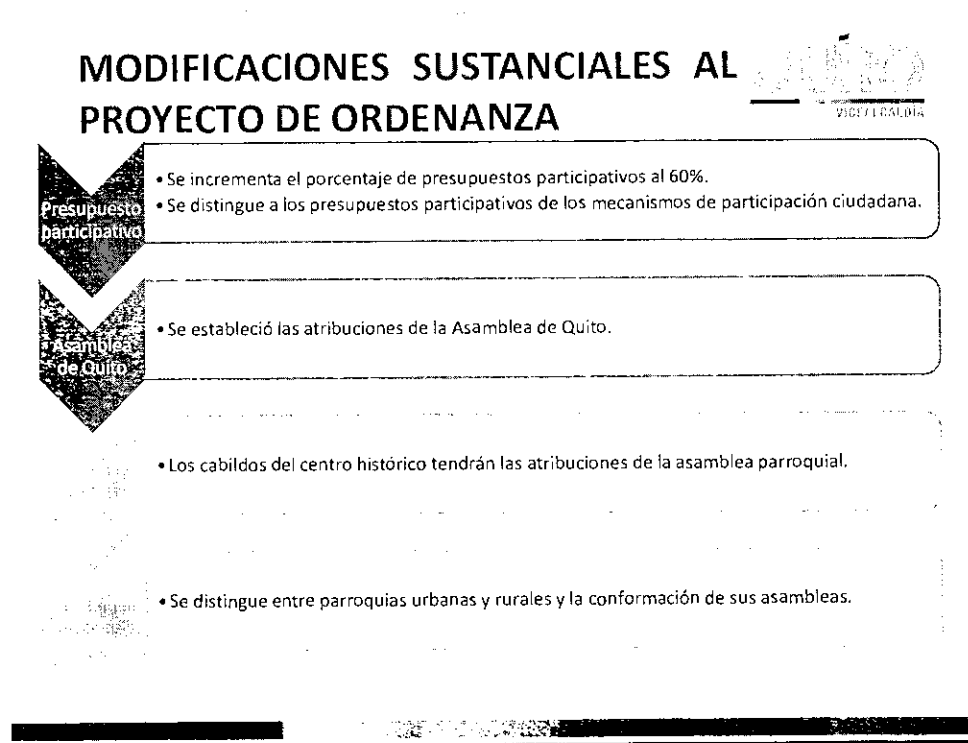 MODIFICACIONES SUSTANCIALES AL
PROYECTO DE ORDENANZA
VICEALCALDÍA
Presupuesto
participativo
• Se incrementa el porcentaje de presupuestos participativos al 60%.
• Se distingue a los presupuestos participativos de los mecanismos de participación ciudadana.
Asamblea
de Quito
• Se estableció las atribuciones de la Asamblea de Quito.
• Los cabildos del centro histórico tendrán las atribuciones de la asamblea parroquial.
• Se distingue entre parroquias urbanas y rurales y la conformación de sus asambleas.